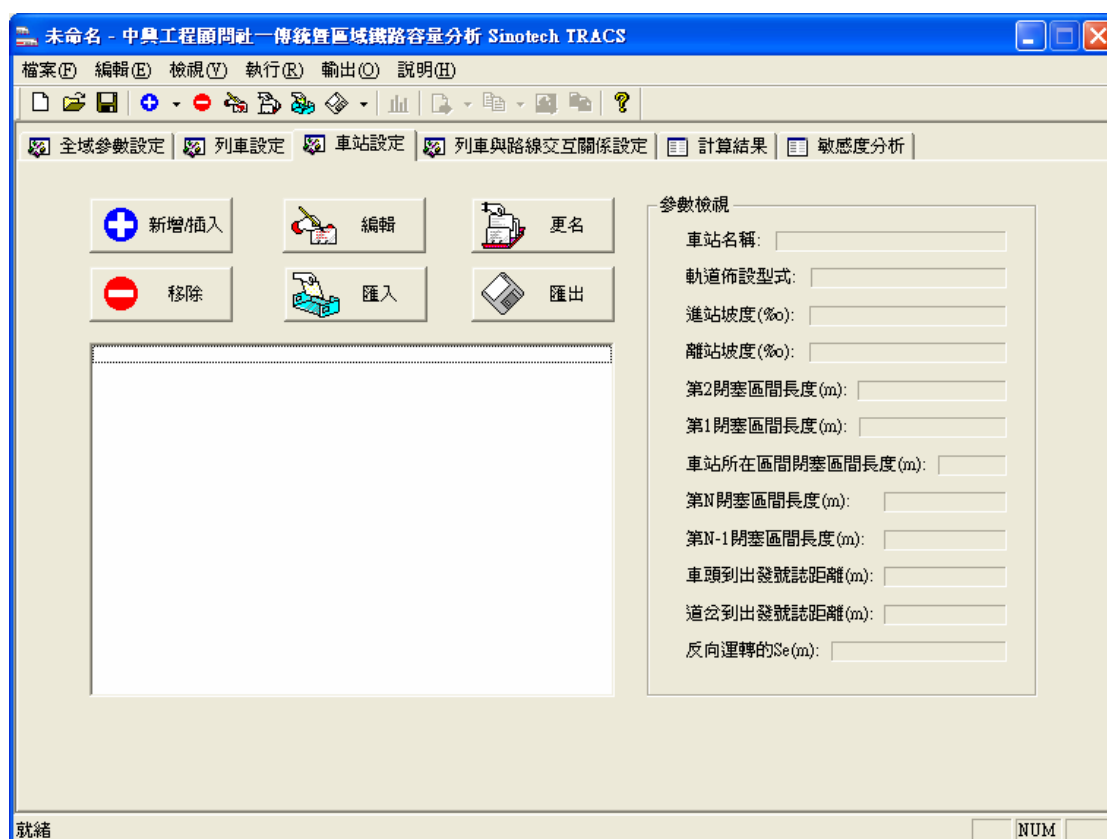 未命名 - 中興工程顧問社—傳統暨區域鐵路容量分析 Sinotech TRACS
檔案(F) 編輯(E) 檢視(V) 執行(R) 輸出(O) 說明(H)
全域參數設定 列車設定 車站設定 列車與路線交互關係設定 計算結果 敏感度分析
新增/插入 編輯 更名
移除 匯入 匯出
參數檢視
車站名稱:
軌道佈設型式:
進站坡度(‰):
離站坡度(‰):
第2閉塞區間長度(m):
第1閉塞區間長度(m):
車站所在區間閉塞區間長度(m):
第N閉塞區間長度(m):
第N-1閉塞區間長度(m):
車頭到出發號誌距離(m):
道岔到出發號誌距離(m):
反向運轉的Se(m):
就緒 NUM